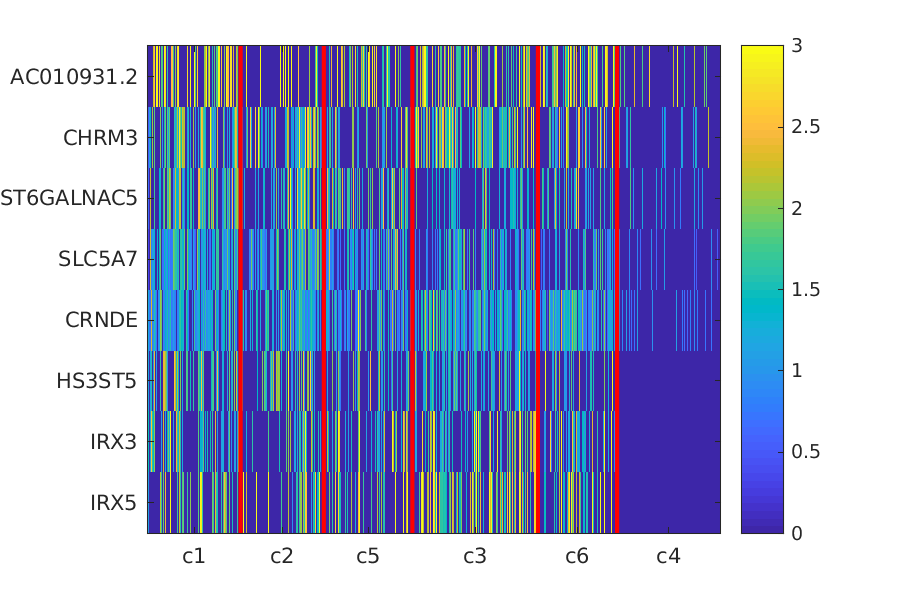 AC010931.2
CHRM3
ST6GALNAC5
SLC5A7
CRNDE
HS3ST5
IRX3
IRX5
c1 c2 c5 c3 c6 c4
3
2.5
2
1.5
1
0.5
0